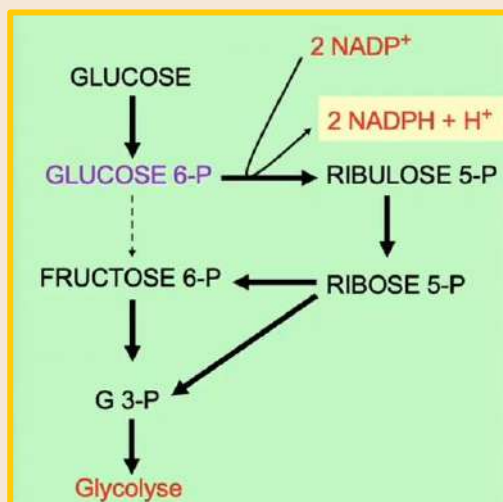 2 NADP⁺
GLUCOSE
2 NADPH + H⁺
GLUCOSE 6-P
RIBULOSE 5-P
FRUCTOSE 6-P
RIBOSE 5-P
G 3-P
Glycolyse